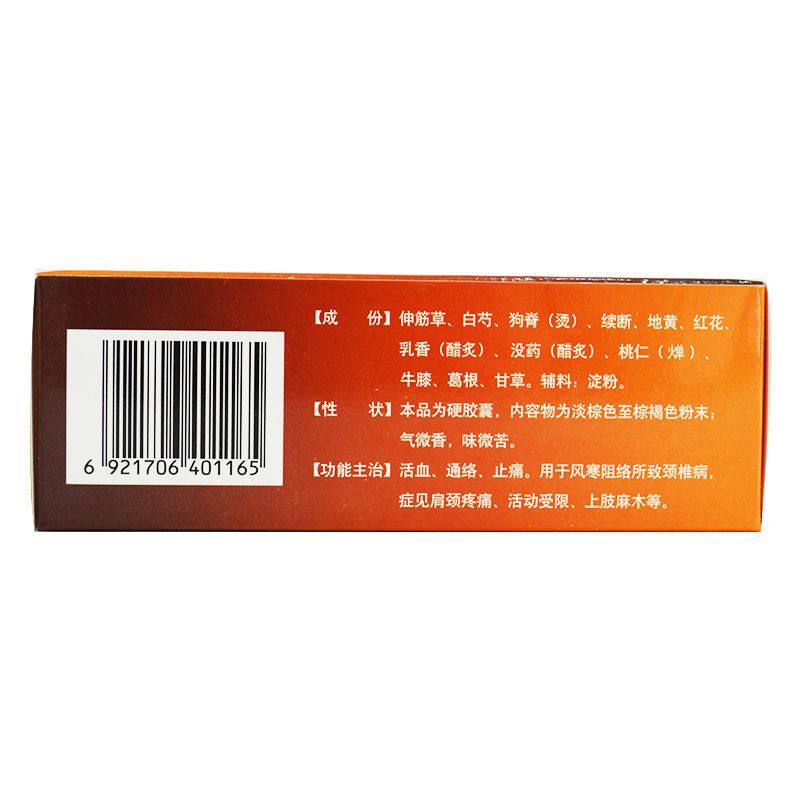 【成　份】伸筋草、白芍、狗脊（烫）、续断、地黄、红花、
乳香（醋炙）、没药（醋炙）、桃仁（燀）、
牛膝、葛根、甘草。辅料：淀粉。
【性　状】本品为硬胶囊，内容物为淡棕色至棕褐色粉末；
气微香，味微苦。
【功能主治】活血、通络、止痛。用于风寒阻络所致颈椎病，
症见肩颈疼痛、活动受限、上肢麻木等。
6 921706 401165